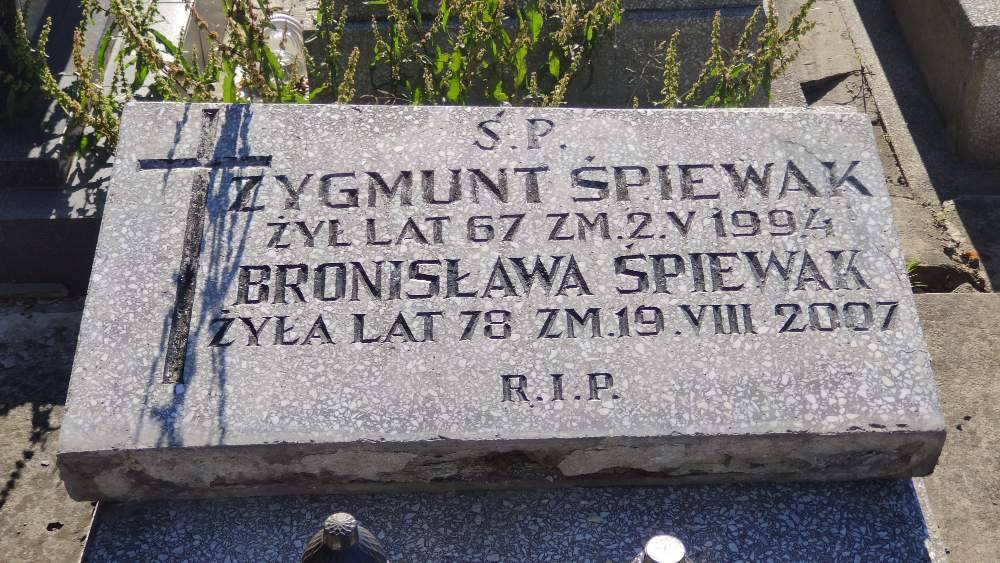 Ś.P.
ZYGMUNT ŚPIEWAK
ŻYŁ LAT 67 ZM.2.V 1994
BRONISŁAWA ŚPIEWAK
ŻYŁA LAT 78 ZM.19.VIII 2007
R.I.P.